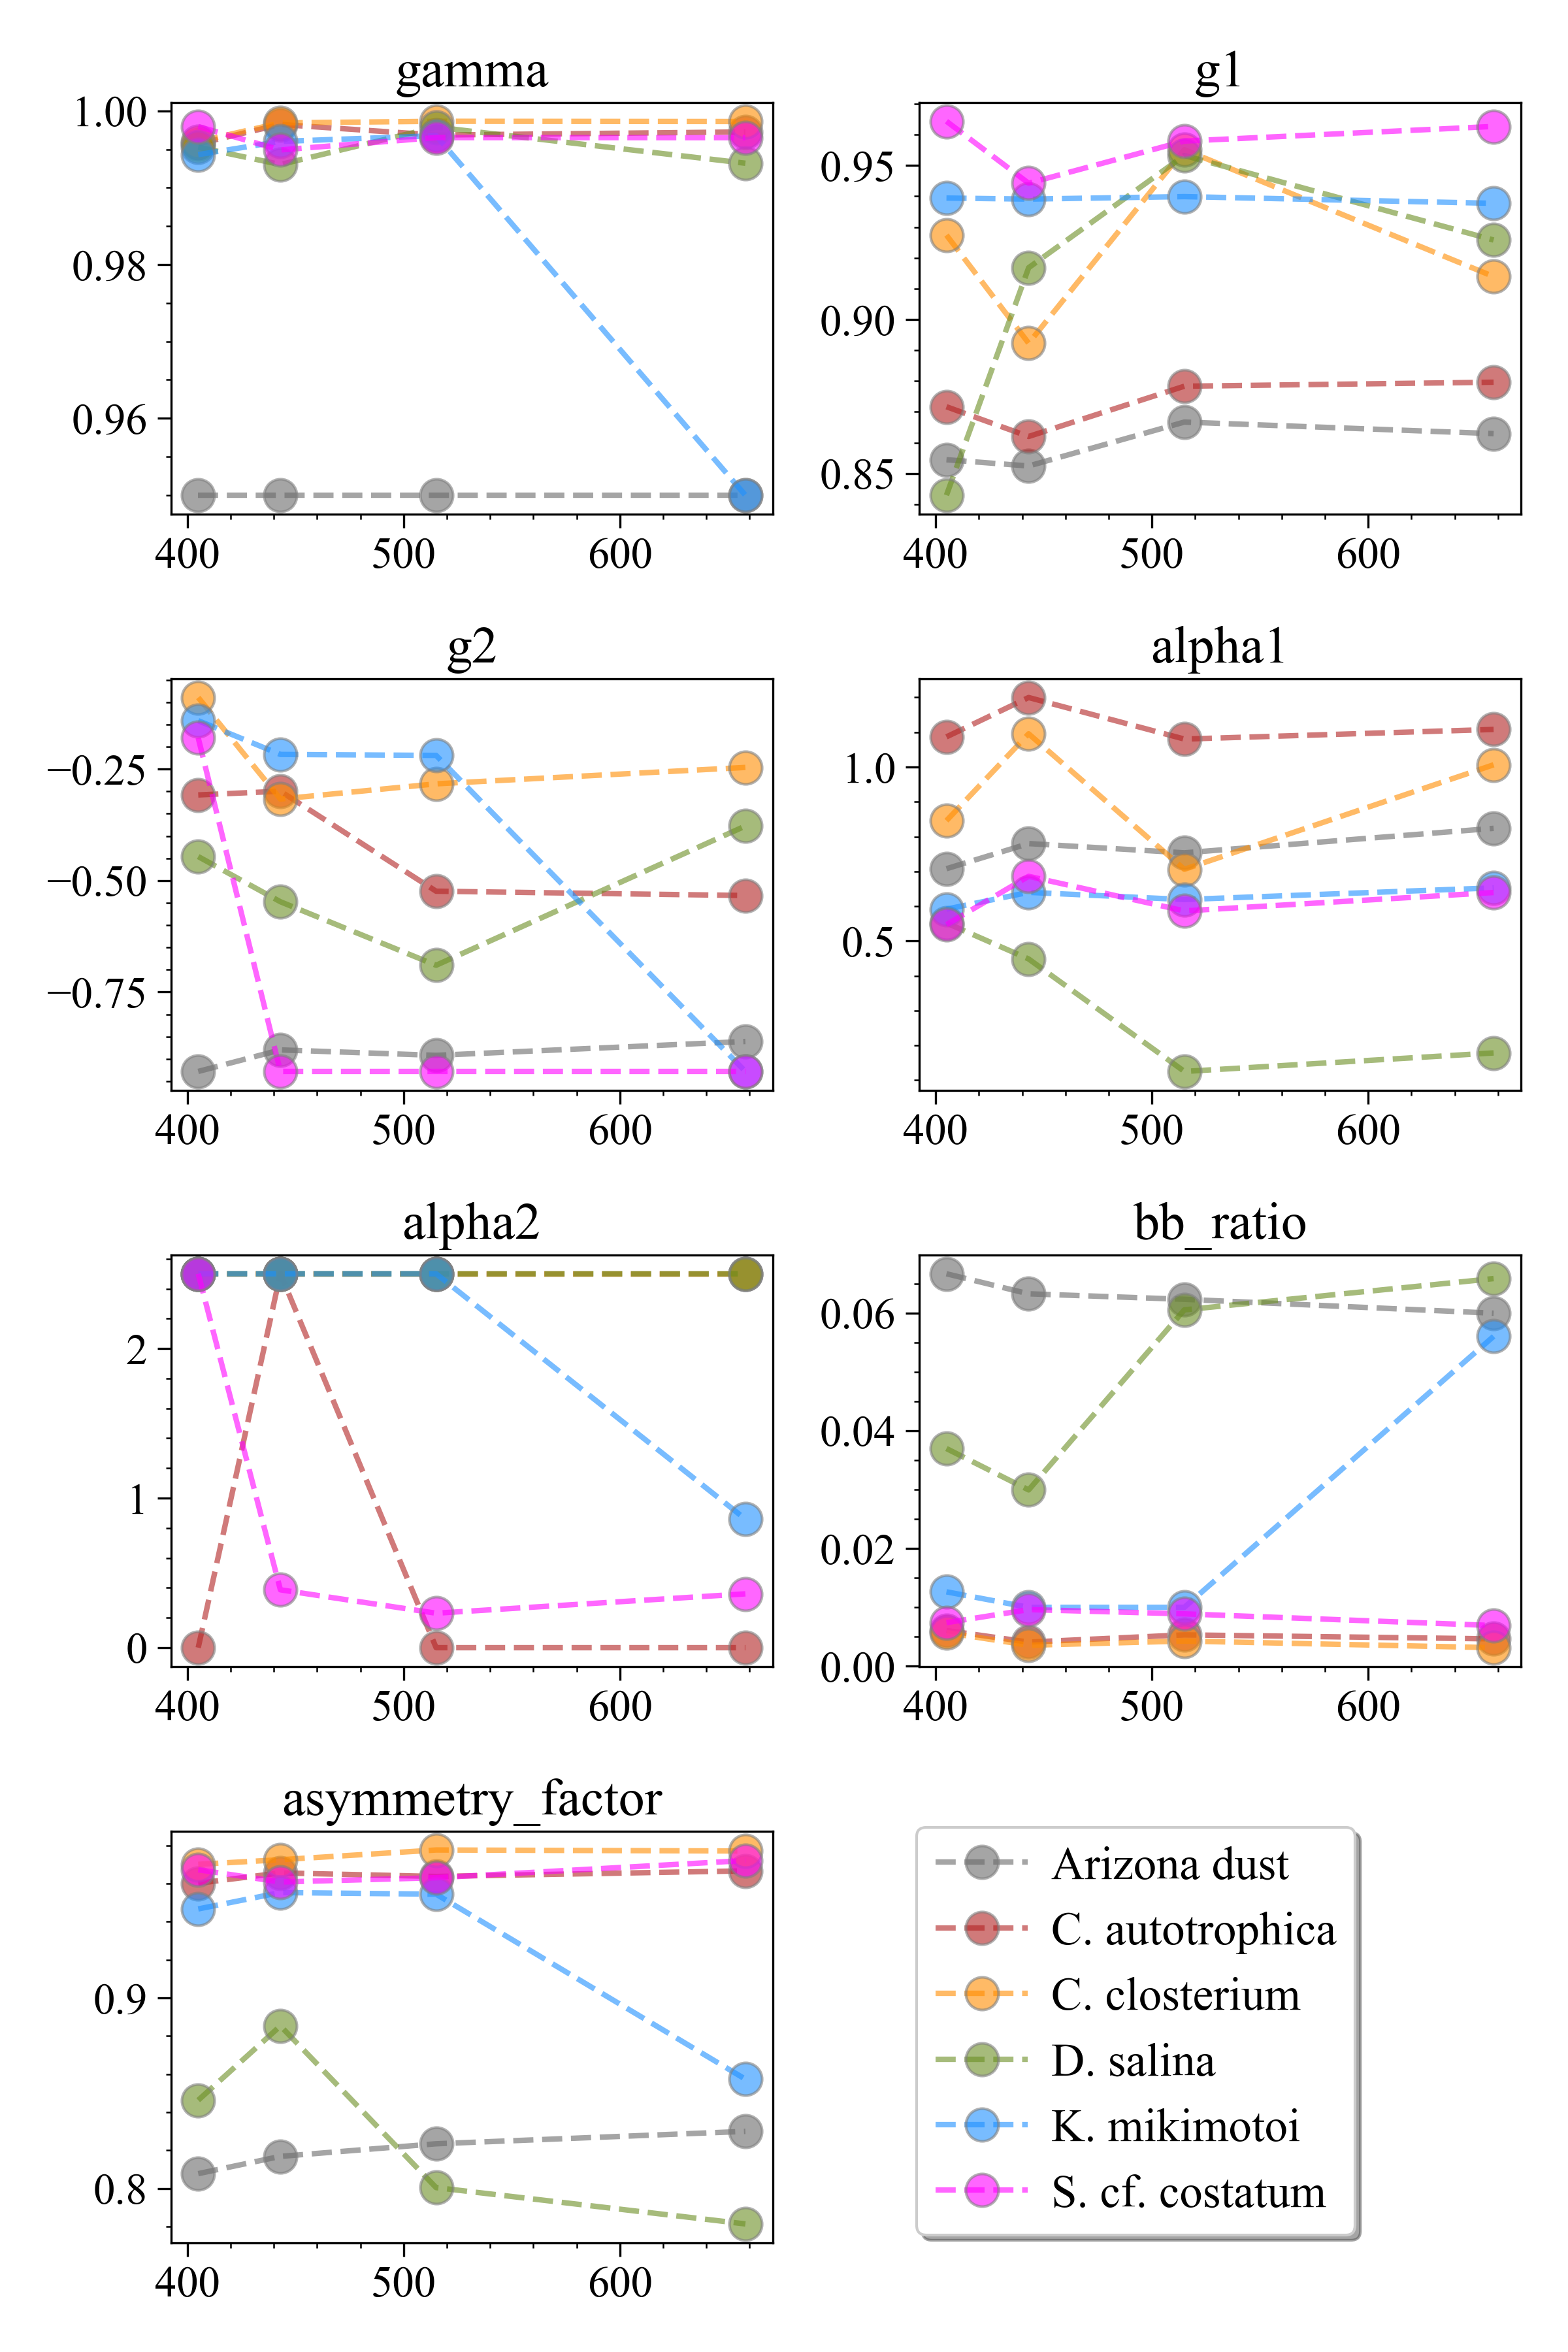 gamma
1.00
0.98
0.96
400 500 600
g1
0.95
0.90
0.85
400 500 600
g2
−0.25
−0.50
−0.75
400 500 600
alpha1
1.0
0.5
400 500 600
alpha2
2
1
0
400 500 600
bb_ratio
0.06
0.04
0.02
0.00
400 500 600
asymmetry_factor
0.9
0.8
400 500 600
Arizona dust
C. autotrophica
C. closterium
D. salina
K. mikimotoi
S. cf. costatum